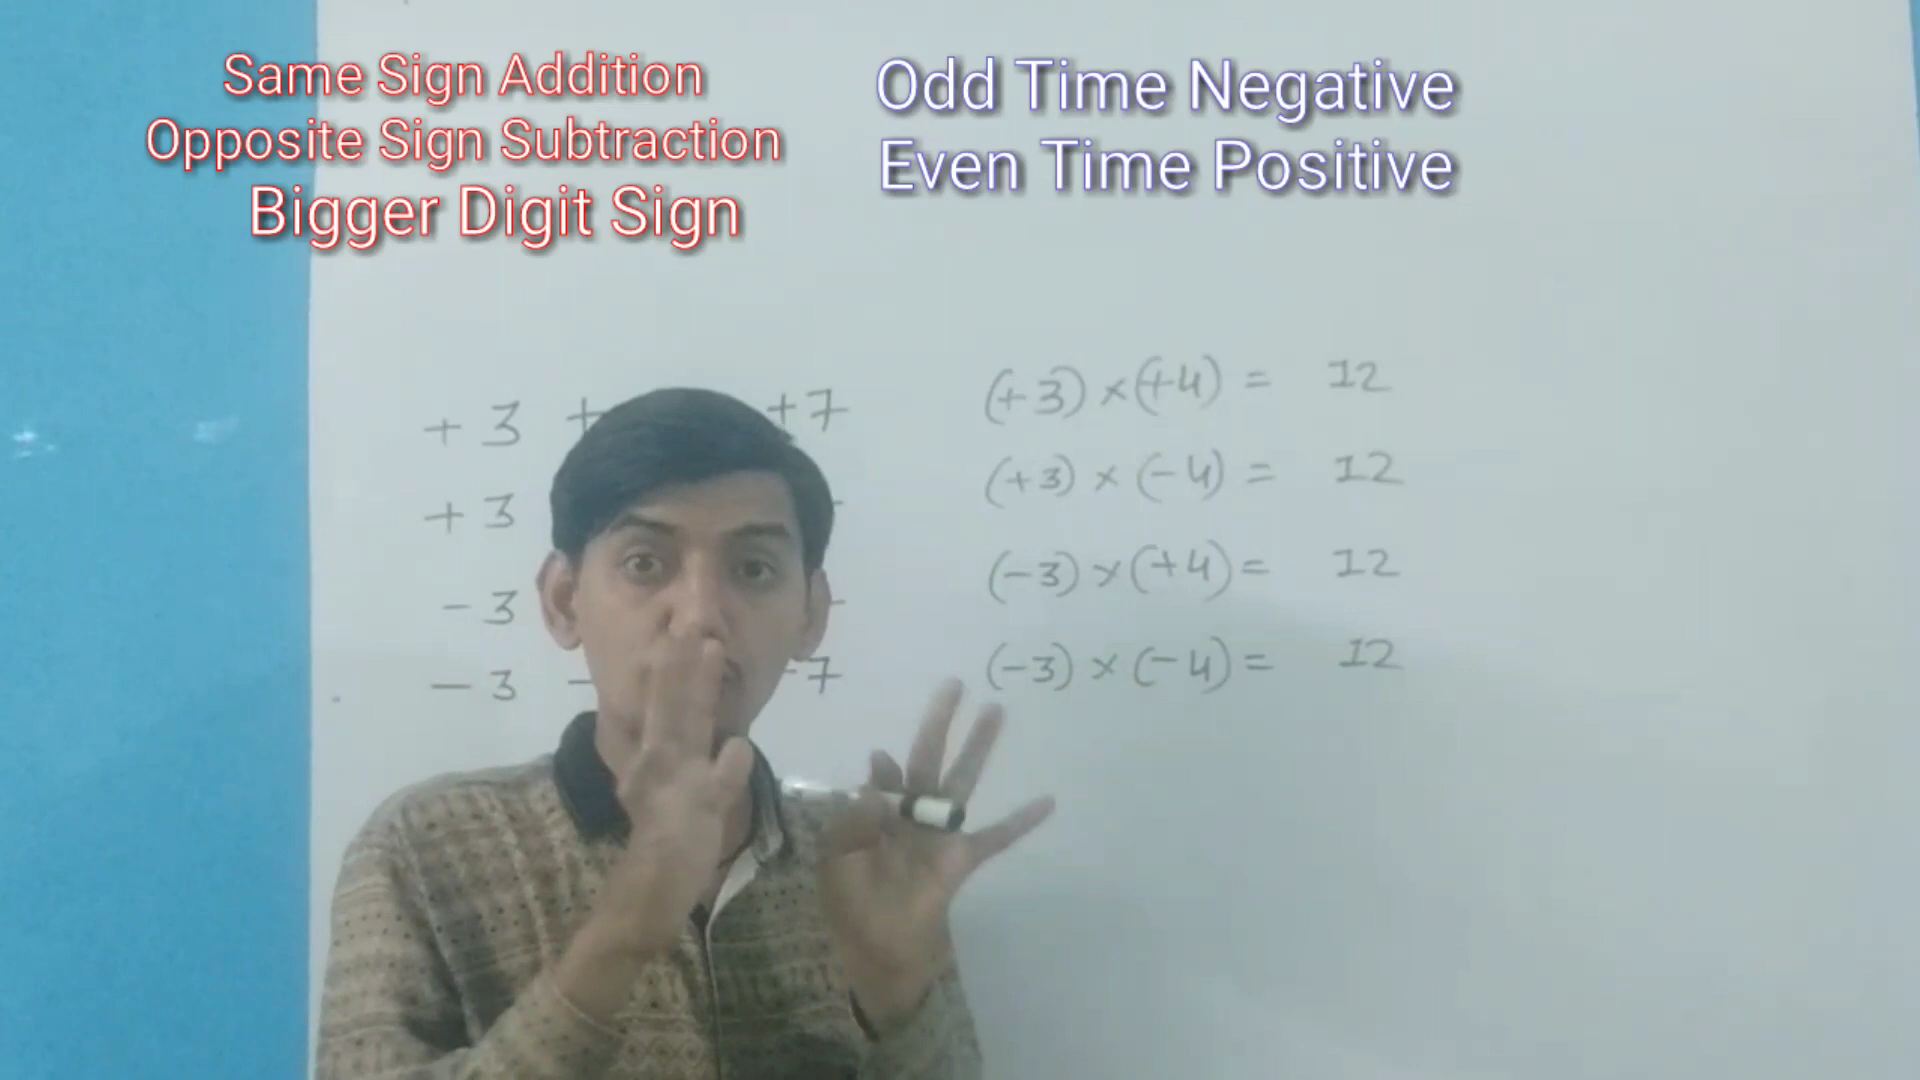 Same Sign Addition
Opposite Sign Subtraction
Bigger Digit Sign
Odd Time Negative
Even Time Positive
+ 3 + +7
+ 3
- 3
- 3 - -7
(+3) × (+4) = 12
(+3) × (-4) = 12
(-3) × (+4) = 12
(-3) × (-4) = 12